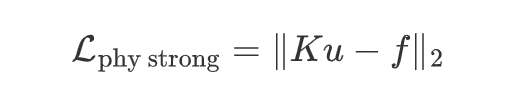 ℒ_phy strong = ‖Ku − f‖₂